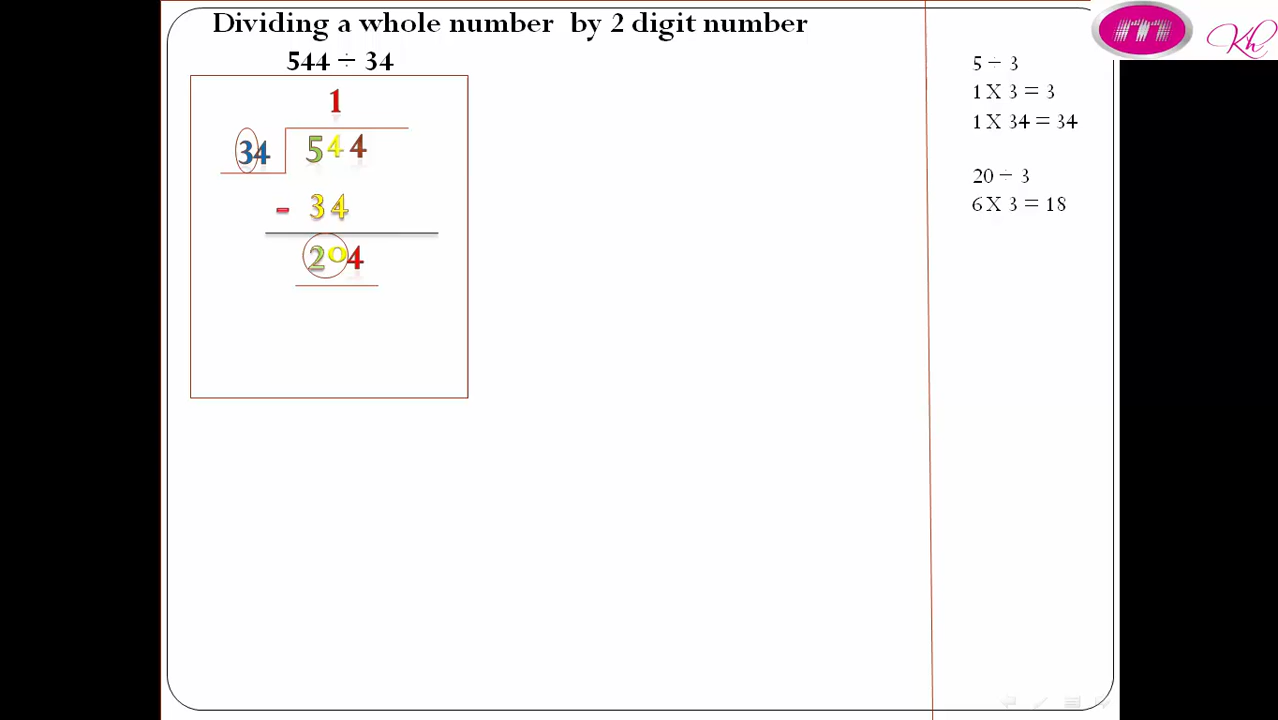 Dividing a whole number by 2 digit number
544 ÷ 34
1
34 544
- 34
204
5 ÷ 3
1 X 3 = 3
1 X 34 = 34
20 ÷ 3
6 X 3 = 18
m
Kh